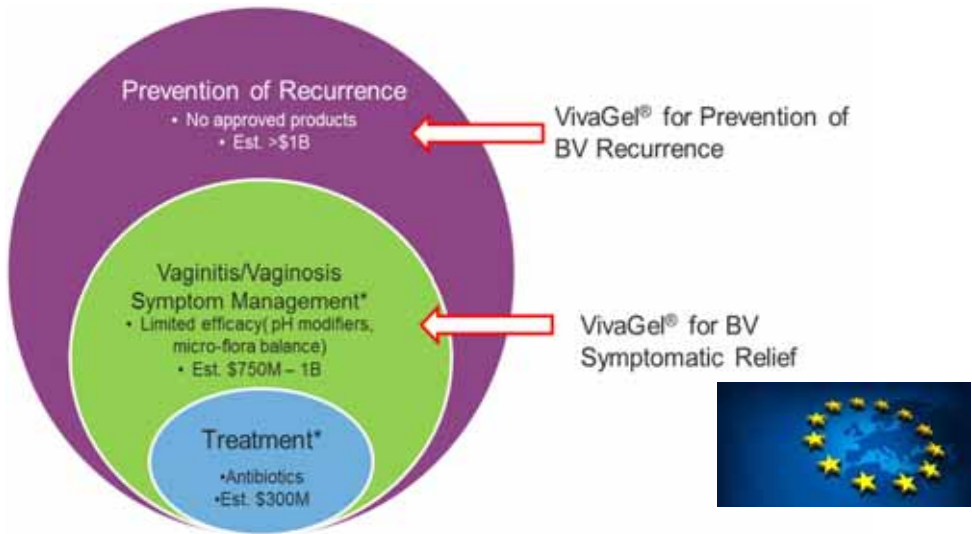 Prevention of Recurrence
• No approved products
• Est. >$1B
VivaGel® for Prevention of
BV Recurrence
Vaginitis/Vaginosis
Symptom Management*
• Limited efficacy( pH modifiers,
micro-flora balance)
• Est. $750M – 1B
VivaGel® for BV
Symptomatic Relief
Treatment*
•Antibiotics
•Est. $300M